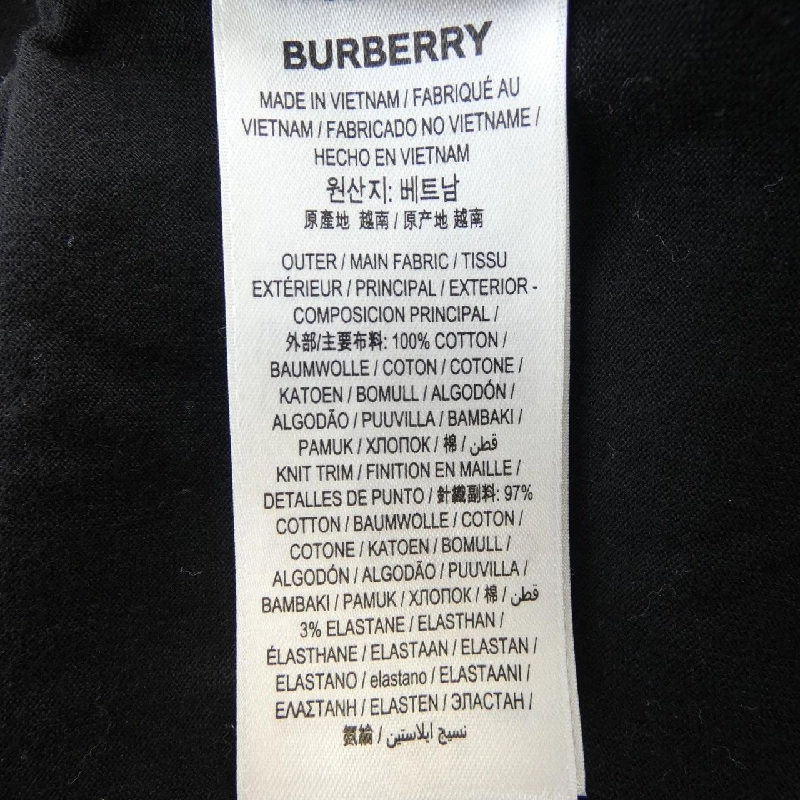 BURBERRY
MADE IN VIETNAM / FABRIQUÉ AU
VIETNAM / FABRICADO NO VIETNAME /
HECHO EN VIETNAM
원산지: 베트남
原產地 越南 / 原产地 越南
OUTER / MAIN FABRIC / TISSU
EXTÉRIEUR / PRINCIPAL / EXTERIOR -
COMPOSICION PRINCIPAL /
外部/主要布料: 100% COTTON /
BAUMWOLLE / COTON / COTONE /
KATOEN / BOMULL / ALGODÓN /
ALGODÃO / PUUVILLA / BAMBAKI /
PAMUK / ХЛОПОК / 棉 / قطن
KNIT TRIM / FINITION EN MAILLE /
DETALLES DE PUNTO / 針織副料: 97%
COTTON / BAUMWOLLE / COTON /
COTONE / KATOEN / BOMULL /
ALGODÓN / ALGODÃO / PUUVILLA /
BAMBAKI / PAMUK / ХЛОПОК / 棉 / قطن
3% ELASTANE / ELASTHAN /
ÉLASTHANE / ELASTAAN / ELASTAN /
ELASTANO / elastano / ELASTAANI /
ΕΛΑΣΤΑΝΗ / ELASTEN / ЭЛАСТАН /
氨綸 / نسيج ايلاستين